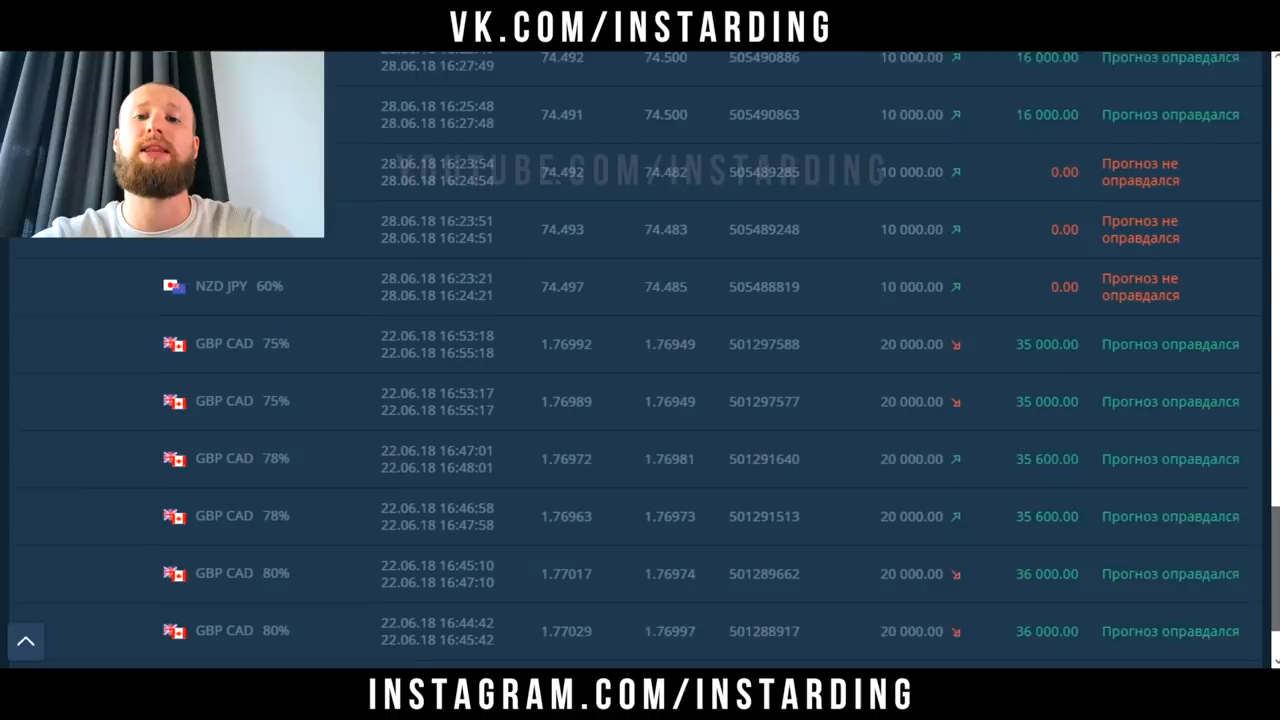 VK.COM/INSTARDING
28.06.18 16:27:49 74.492 74.500 505490886 10 000.00 16 000.00 Прогноз оправдался
28.06.18 16:25:48
28.06.18 16:27:48 74.491 74.500 505490863 10 000.00 16 000.00 Прогноз оправдался
YOUTUBE.COM/INSTARDING
28.06.18 16:23:54
28.06.18 16:24:54 74.492 74.482 505489285 10 000.00 0.00 Прогноз не
оправдался
28.06.18 16:23:51
28.06.18 16:24:51 74.493 74.483 505489248 10 000.00 0.00 Прогноз не
оправдался
NZD JPY 60% 28.06.18 16:23:21
28.06.18 16:24:21 74.497 74.485 505488819 10 000.00 0.00 Прогноз не
оправдался
GBP CAD 75% 22.06.18 16:53:18
22.06.18 16:55:18 1.76992 1.76949 501297588 20 000.00 35 000.00 Прогноз оправдался
GBP CAD 75% 22.06.18 16:53:17
22.06.18 16:55:17 1.76989 1.76949 501297577 20 000.00 35 000.00 Прогноз оправдался
GBP CAD 78% 22.06.18 16:47:01
22.06.18 16:48:01 1.76972 1.76981 501291640 20 000.00 35 600.00 Прогноз оправдался
GBP CAD 78% 22.06.18 16:46:58
22.06.18 16:47:58 1.76963 1.76973 501291513 20 000.00 35 600.00 Прогноз оправдался
GBP CAD 80% 22.06.18 16:45:10
22.06.18 16:47:10 1.77017 1.76974 501289662 20 000.00 36 000.00 Прогноз оправдался
GBP CAD 80% 22.06.18 16:44:42
22.06.18 16:45:42 1.77029 1.76997 501288917 20 000.00 36 000.00 Прогноз оправдался
INSTAGRAM.COM/INSTARDING